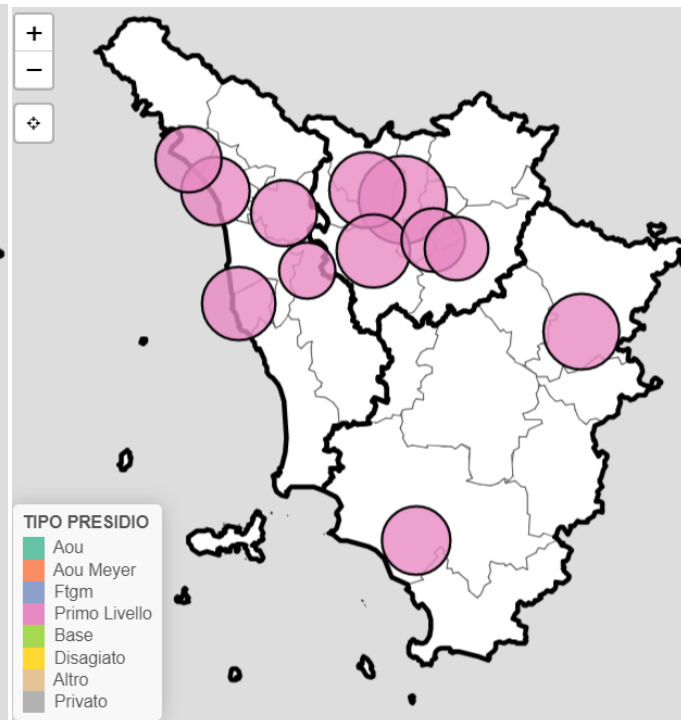 +
−
TIPO PRESIDIO
Aou
Aou Meyer
Ftgm
Primo Livello
Base
Disagiato
Altro
Privato